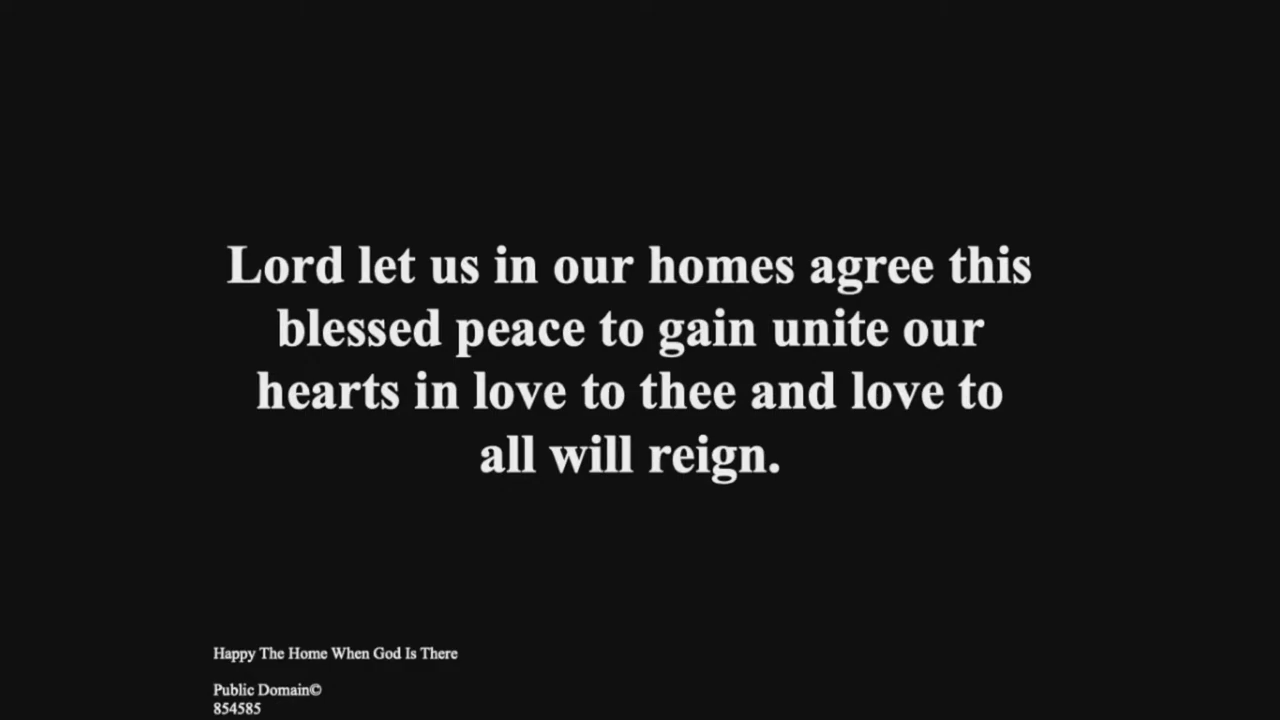 Lord let us in our homes agree this
blessed peace to gain unite our
hearts in love to thee and love to
all will reign.
Happy The Home When God Is There
Public Domain©
854585